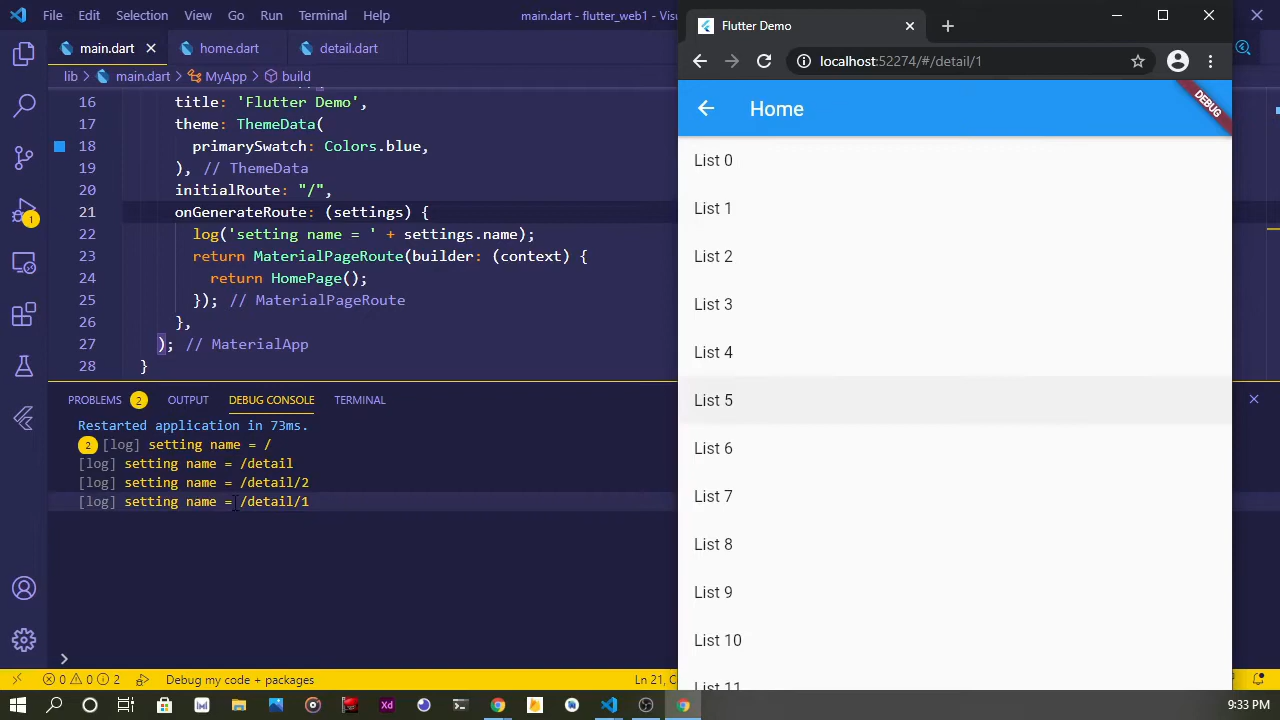 File Edit Selection View Go Run Terminal Help
main.dart - flutter_web1 - Visu
main.dart home.dart detail.dart
lib > main.dart > MyApp > build
16 title: 'Flutter Demo',
17 theme: ThemeData(
18 primarySwatch: Colors.blue,
19 ), // ThemeData
20 initialRoute: "/",
21 onGenerateRoute: (settings) {
22 log('setting name = ' + settings.name);
23 return MaterialPageRoute(builder: (context) {
24 return HomePage();
25 }); // MaterialPageRoute
26 },
27 ); // MaterialApp
28 }
PROBLEMS 2 OUTPUT DEBUG CONSOLE TERMINAL
Restarted application in 73ms.
2 [log] setting name = /
[log] setting name = /detail
[log] setting name = /detail/2
[log] setting name = /detail/1
1
0 0 2 Debug my code + packages
Ln 21, C
Flutter Demo
localhost:52274/#/detail/1
Home
DEBUG
List 0
List 1
List 2
List 3
List 4
List 5
List 6
List 7
List 8
List 9
List 10
List 11
Xd
9:33 PM